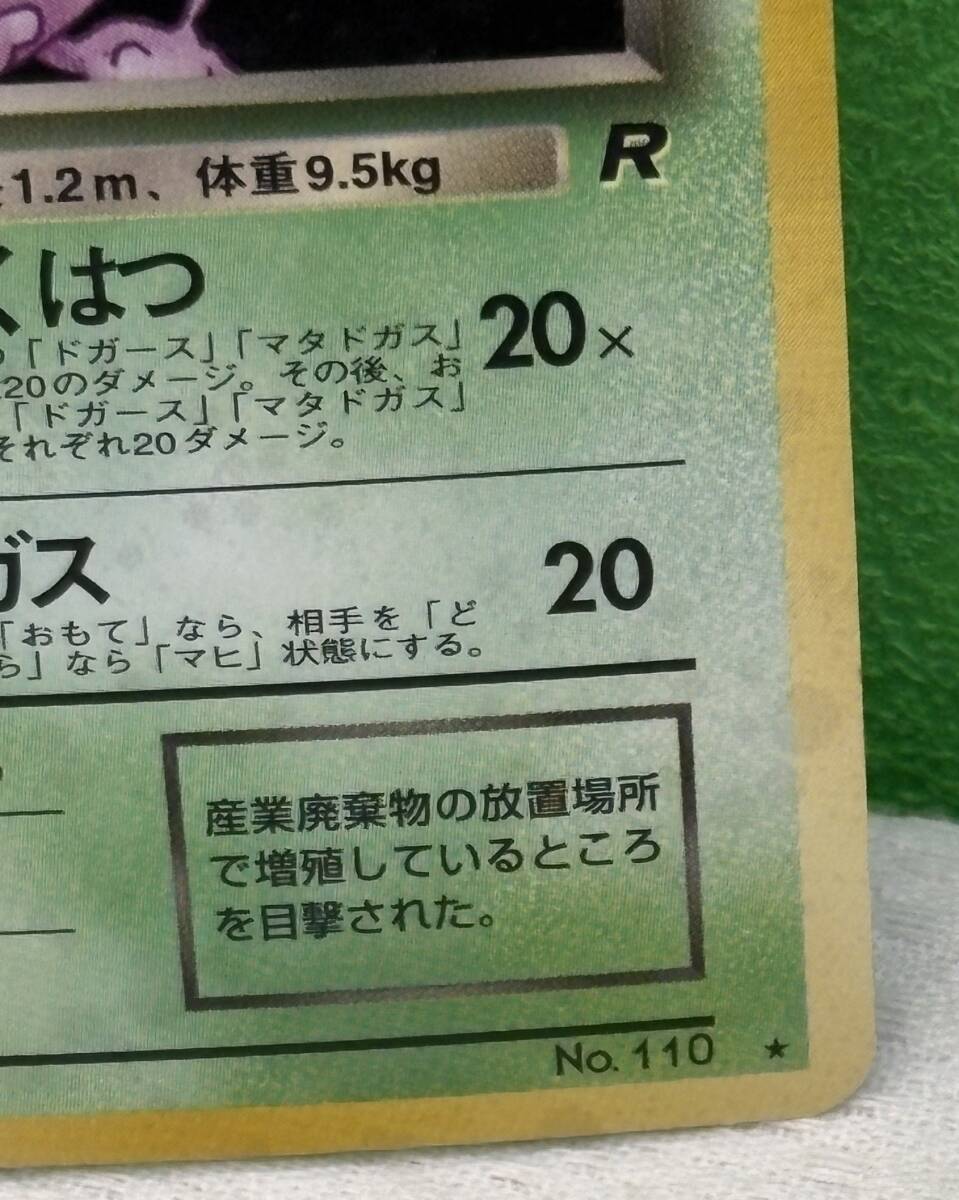 1.2m、体重9.5kg
R
くはつ
20×
「ドガース」「マタドガス」
20のダメージ。その後、お
「ドガース」「マタドガス」
それぞれ20ダメージ。
ガス
20
「おもて」なら、相手を「ど
ら」なら「マヒ」状態にする。
産業廃棄物の放置場所
で増殖しているところ
を目撃された。
No. 110 ★